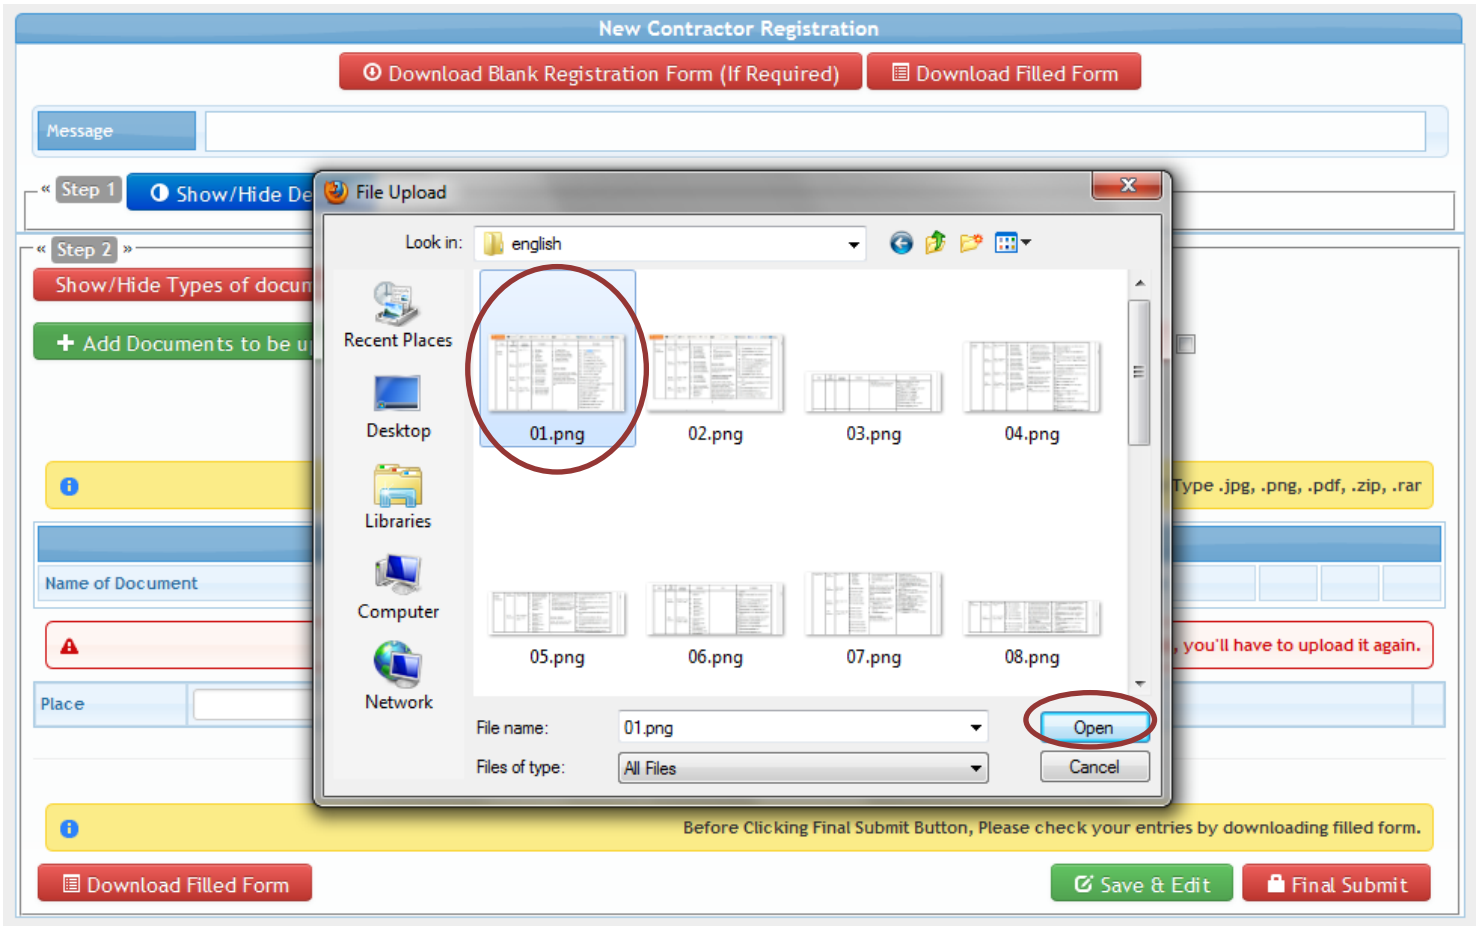 New Contractor Registration
Download Blank Registration Form (If Required)
Download Filled Form
Message
« Step 1
Show/Hide De
File Upload
Look in:
english
« Step 2 »
Show/Hide Types of docum
+ Add Documents to be u
Recent Places
Desktop
Libraries
Computer
Network
01.png
02.png
03.png
04.png
05.png
06.png
07.png
08.png
Type .jpg, .png, .pdf, .zip, .rar
Name of Document
, you'll have to upload it again.
Place
File name:
01.png
Open
Files of type:
All Files
Cancel
Before Clicking Final Submit Button, Please check your entries by downloading filled form.
Download Filled Form
Save & Edit
Final Submit